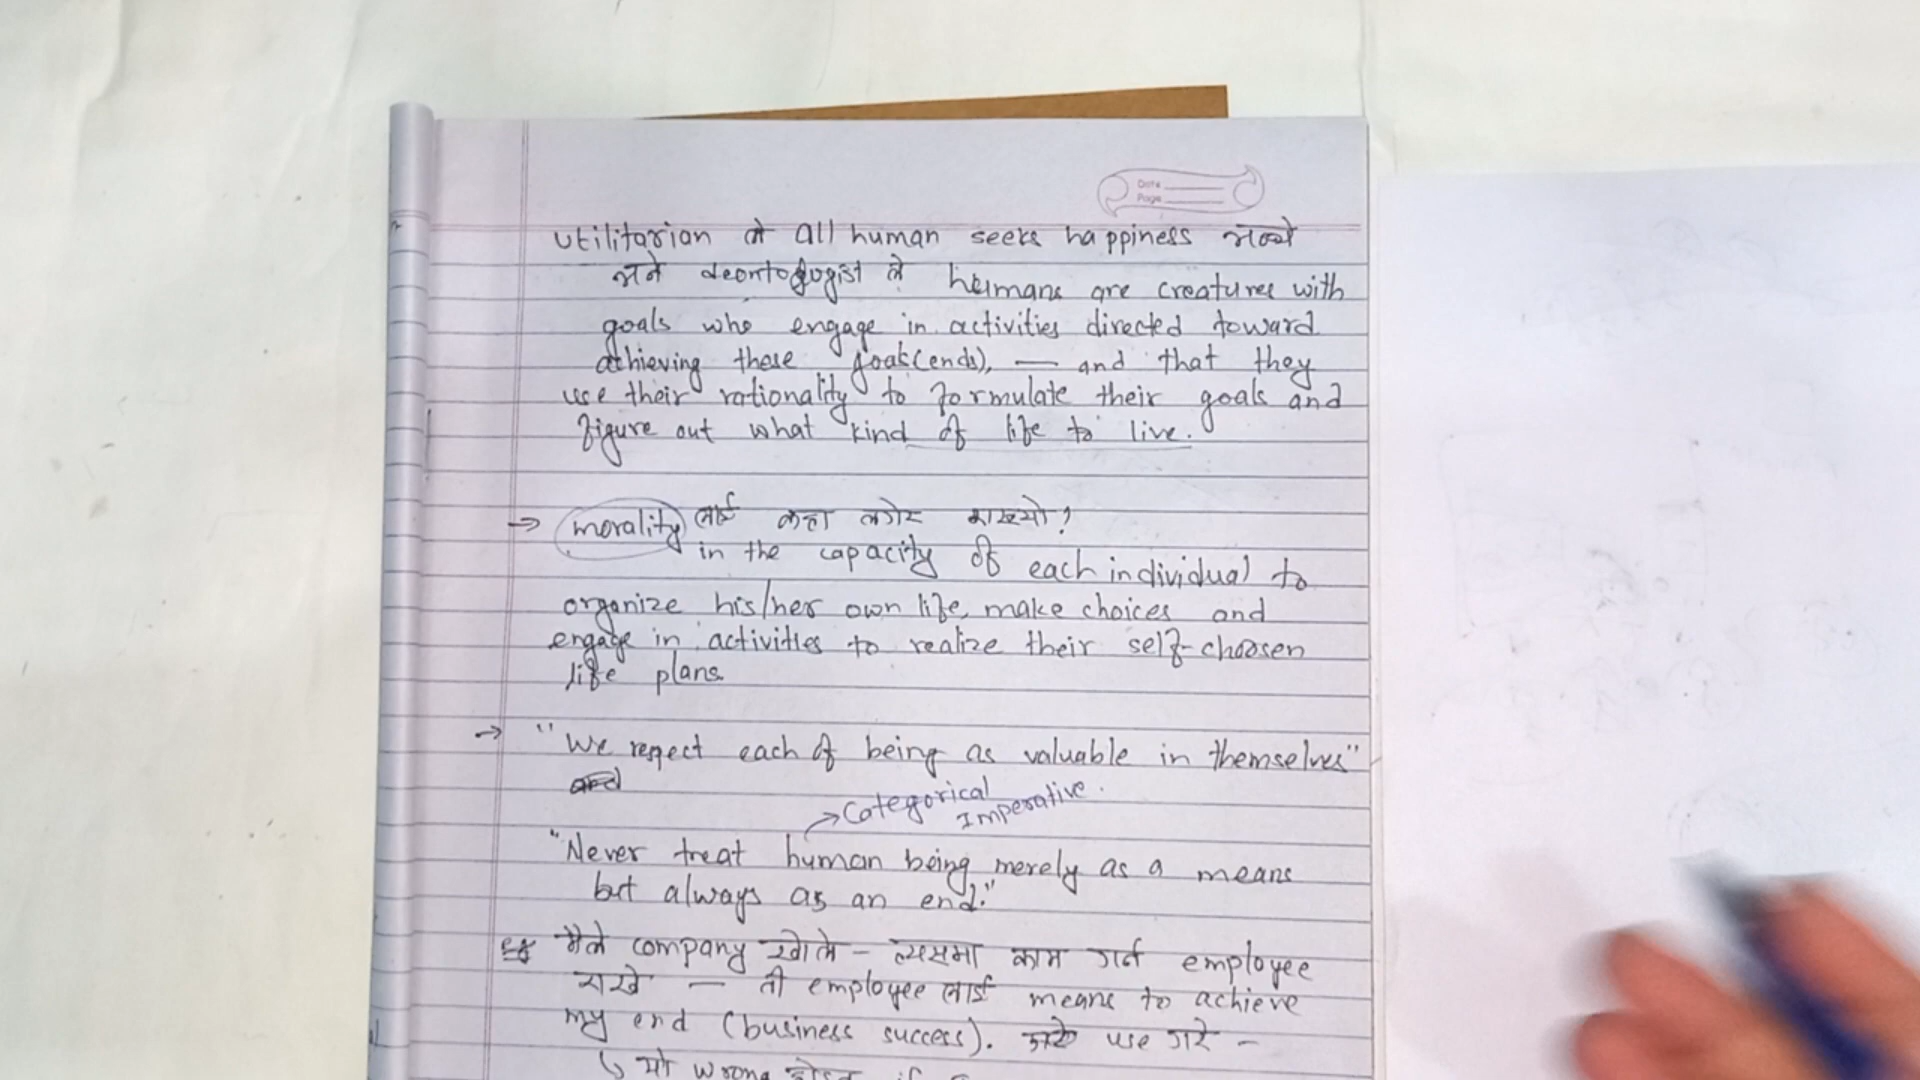 Date
Page
Utilitarian ले all human seeks happiness भन्यो
भने deontologist ले humans are creatures with
goals who engage in activities directed toward
achieving these goals(ends), — and that they
use their rationality to formulate their goals and
figure out what kind of life to live.
→ morality लाई कहा लगेर राख्यो?
in the capacity of each individual to
organize his/her own life, make choices and
engage in activities to realize their self-choosen
life plans.
→ "We respect each of being as valuable in themselves"
and
→ Categorical
Imperative.
"Never treat human being merely as a means
but always as an end."
eg मैले company खोले – त्यसमा काम गर्न employee
राखे — ती employee लाई means to achieve
my end (business success). use गरे –
↳ यो wrong होइन if